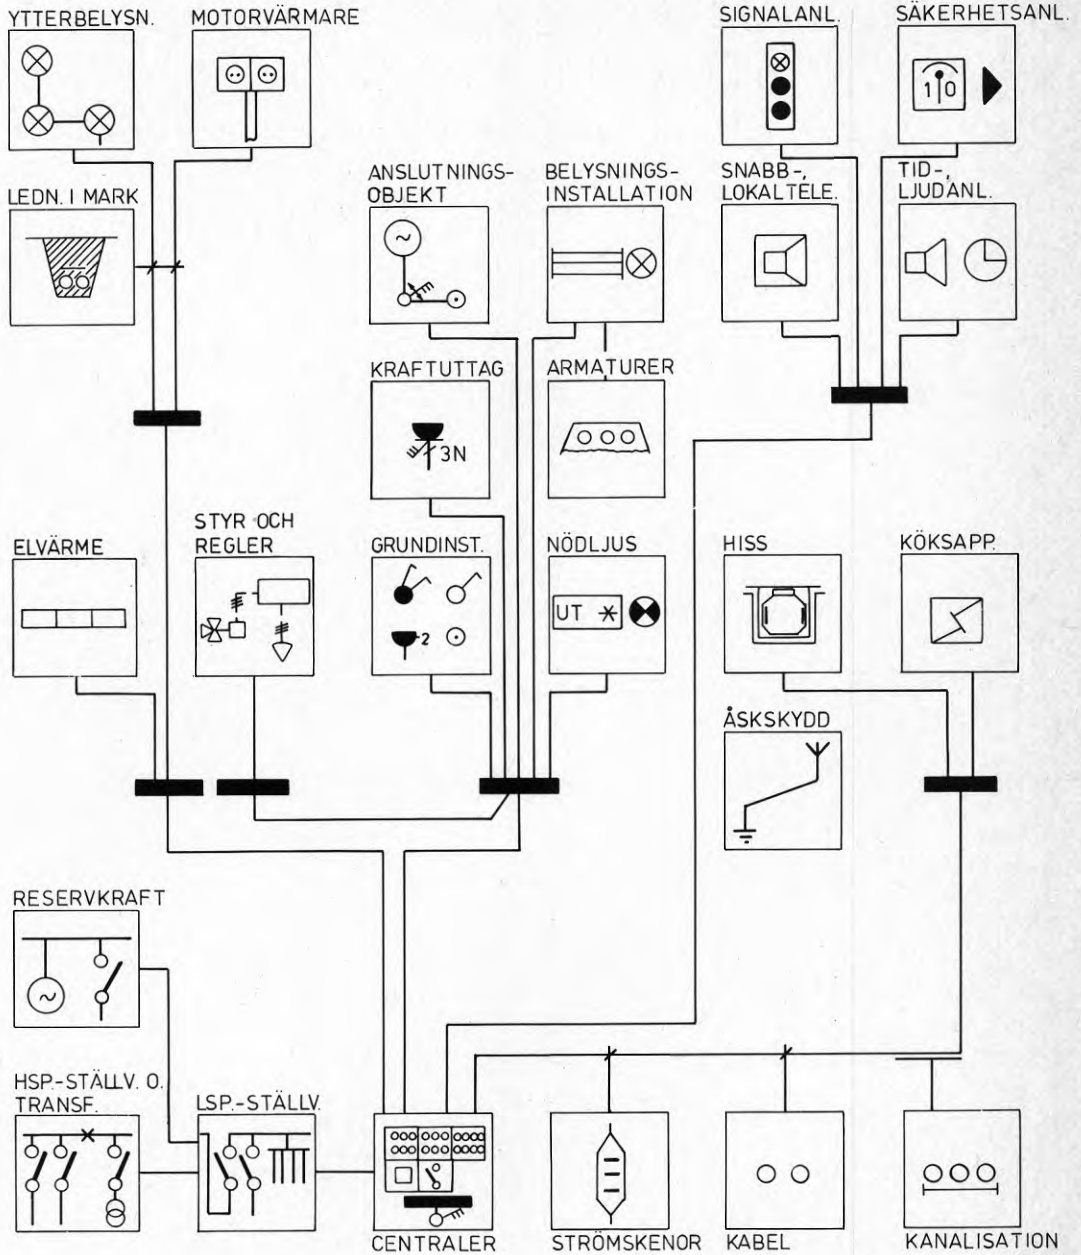 YTTERBELYSN.
MOTORVÄRMARE
SIGNALANL.
SÄKERHETSANL.
1 0
LEDN. I MARK
ANSLUTNINGS-
OBJEKT
BELYSNINGS-
INSTALLATION
SNABB-,
LOKALTELE.
TID-,
LJUDANL.
KRAFTUTTAG
3N
ARMATURER
ELVÄRME
STYR OCH
REGLER
GRUNDINST.
2
NÖDLJUS
UT
HISS
KÖKSAPP.
ÅSKSKYDD
RESERVKRAFT
HSP.-STÄLLV. O.
TRANSF.
LSP.-STÄLLV.
CENTRALER
STRÖMSKENOR
KABEL
KANALISATION